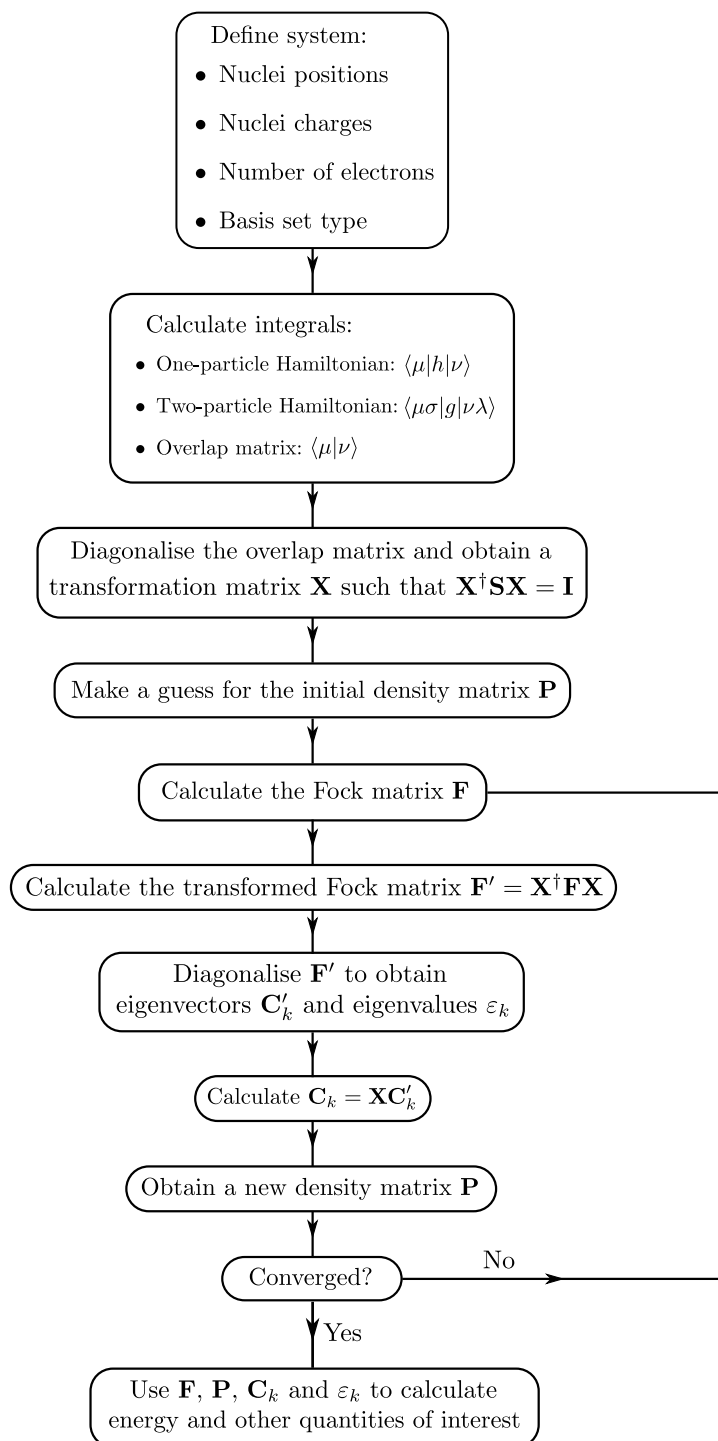 Define system:
• Nuclei positions
• Nuclei charges
• Number of electrons
• Basis set type
Calculate integrals:
• One-particle Hamiltonian: ⟨μ|h|ν⟩
• Two-particle Hamiltonian: ⟨μσ|g|νλ⟩
• Overlap matrix: ⟨μ|ν⟩
Diagonalise the overlap matrix and obtain a
transformation matrix X such that X†SX = I
Make a guess for the initial density matrix P
Calculate the Fock matrix F
Calculate the transformed Fock matrix F′ = X†FX
Diagonalise F′ to obtain
eigenvectors C′ₖ and eigenvalues εₖ
Calculate Cₖ = XC′ₖ
Obtain a new density matrix P
Converged?
No
Yes
Use F, P, Cₖ and εₖ to calculate
energy and other quantities of interest